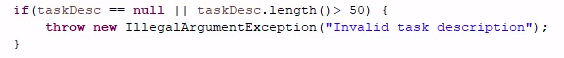 if(taskDesc == null || taskDesc.length()> 50) {
    throw new IllegalArgumentException("Invalid task description");
}